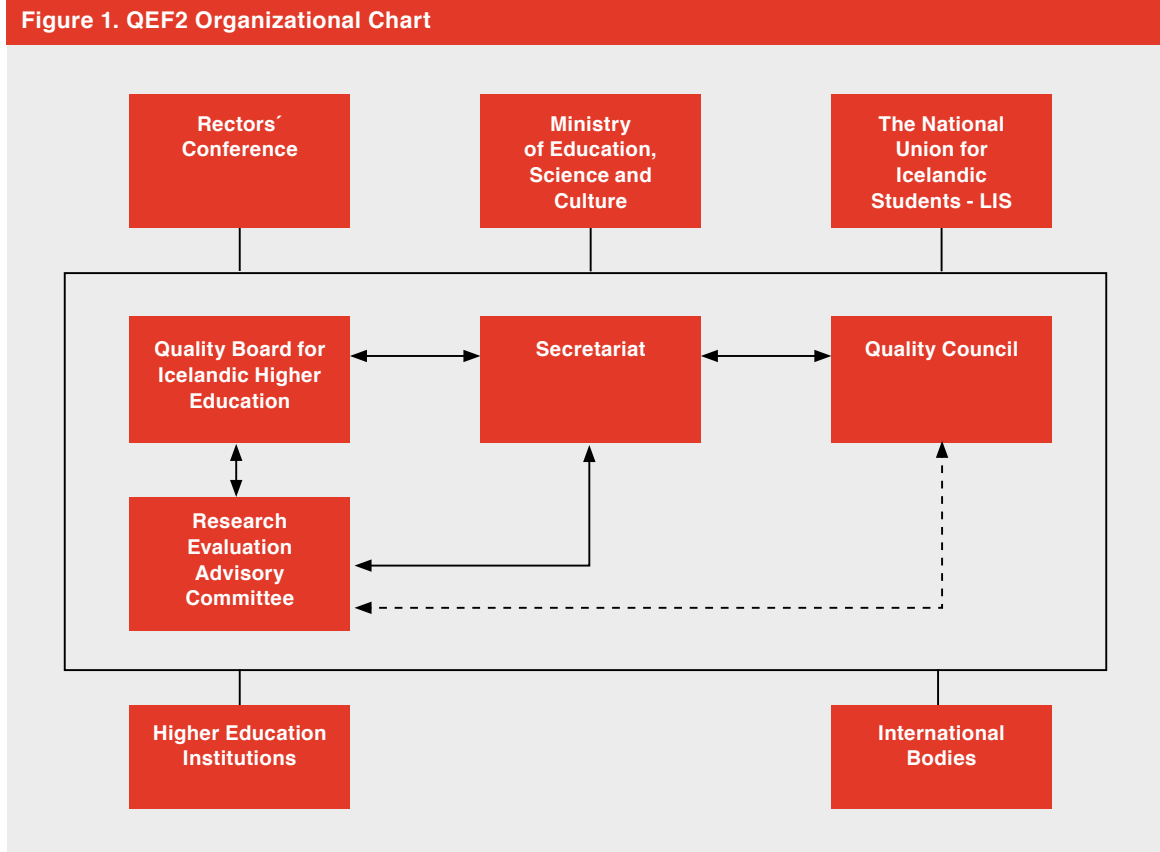 Figure 1. QEF2 Organizational Chart
Rectors´
Conference
Ministry
of Education,
Science and
Culture
The National
Union for
Icelandic
Students - LIS
Quality Board for
Icelandic Higher
Education
Secretariat
Quality Council
Research
Evaluation
Advisory
Committee
Higher Education
Institutions
International
Bodies